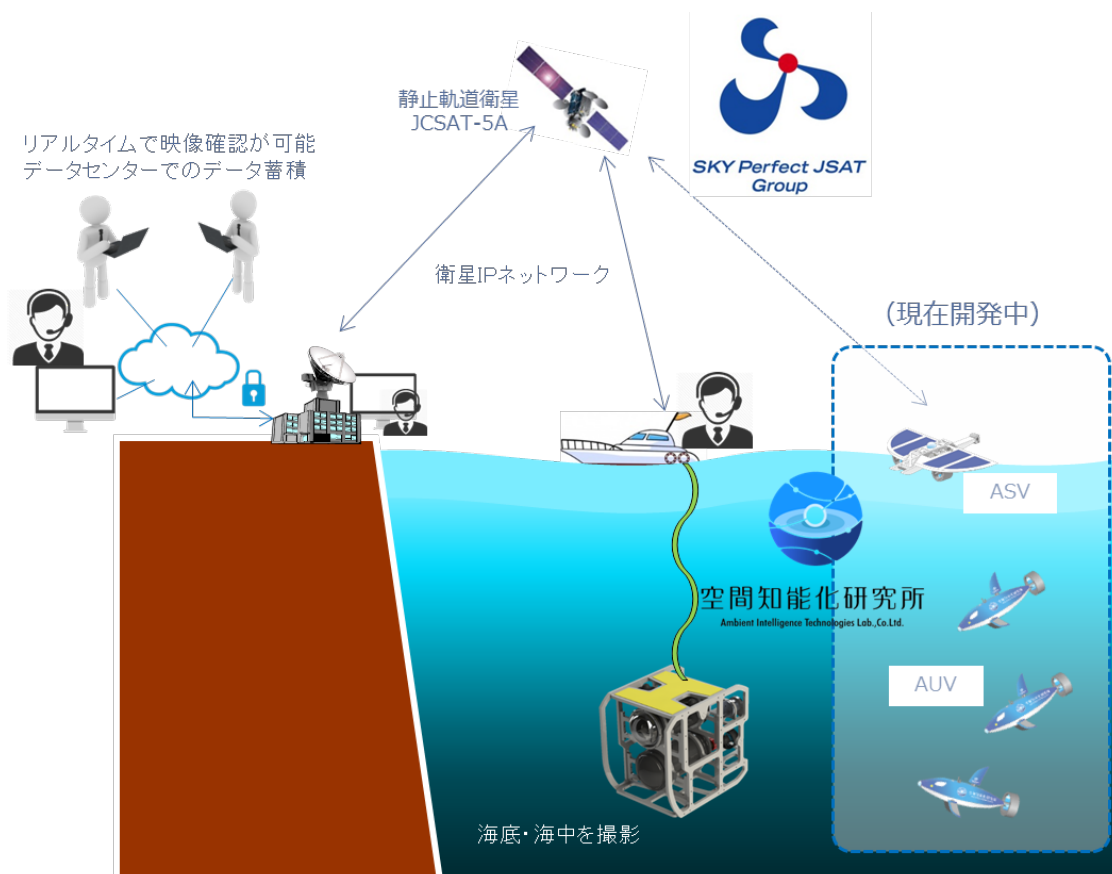 静止軌道衛星
JCSAT-5A
SKY Perfect JSAT
Group
リアルタイムで映像確認が可能
データセンターでのデータ蓄積
衛星IPネットワーク
(現在開発中)
ASV
空間知能化研究所
Ambient Intelligence Technologies Lab.,Co.Ltd.
AUV
海底・海中を撮影